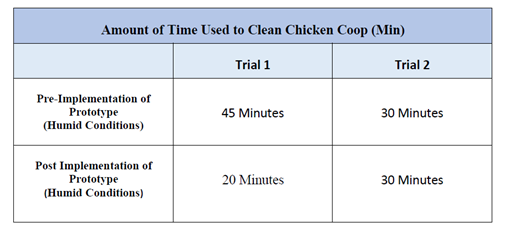 Amount of Time Used to Clean Chicken Coop (Min)
Trial 1 Trial 2
Pre-Implementation of
Prototype
(Humid Conditions)
45 Minutes 30 Minutes
Post Implementation of
Prototype
(Humid Conditions)
20 Minutes 30 Minutes